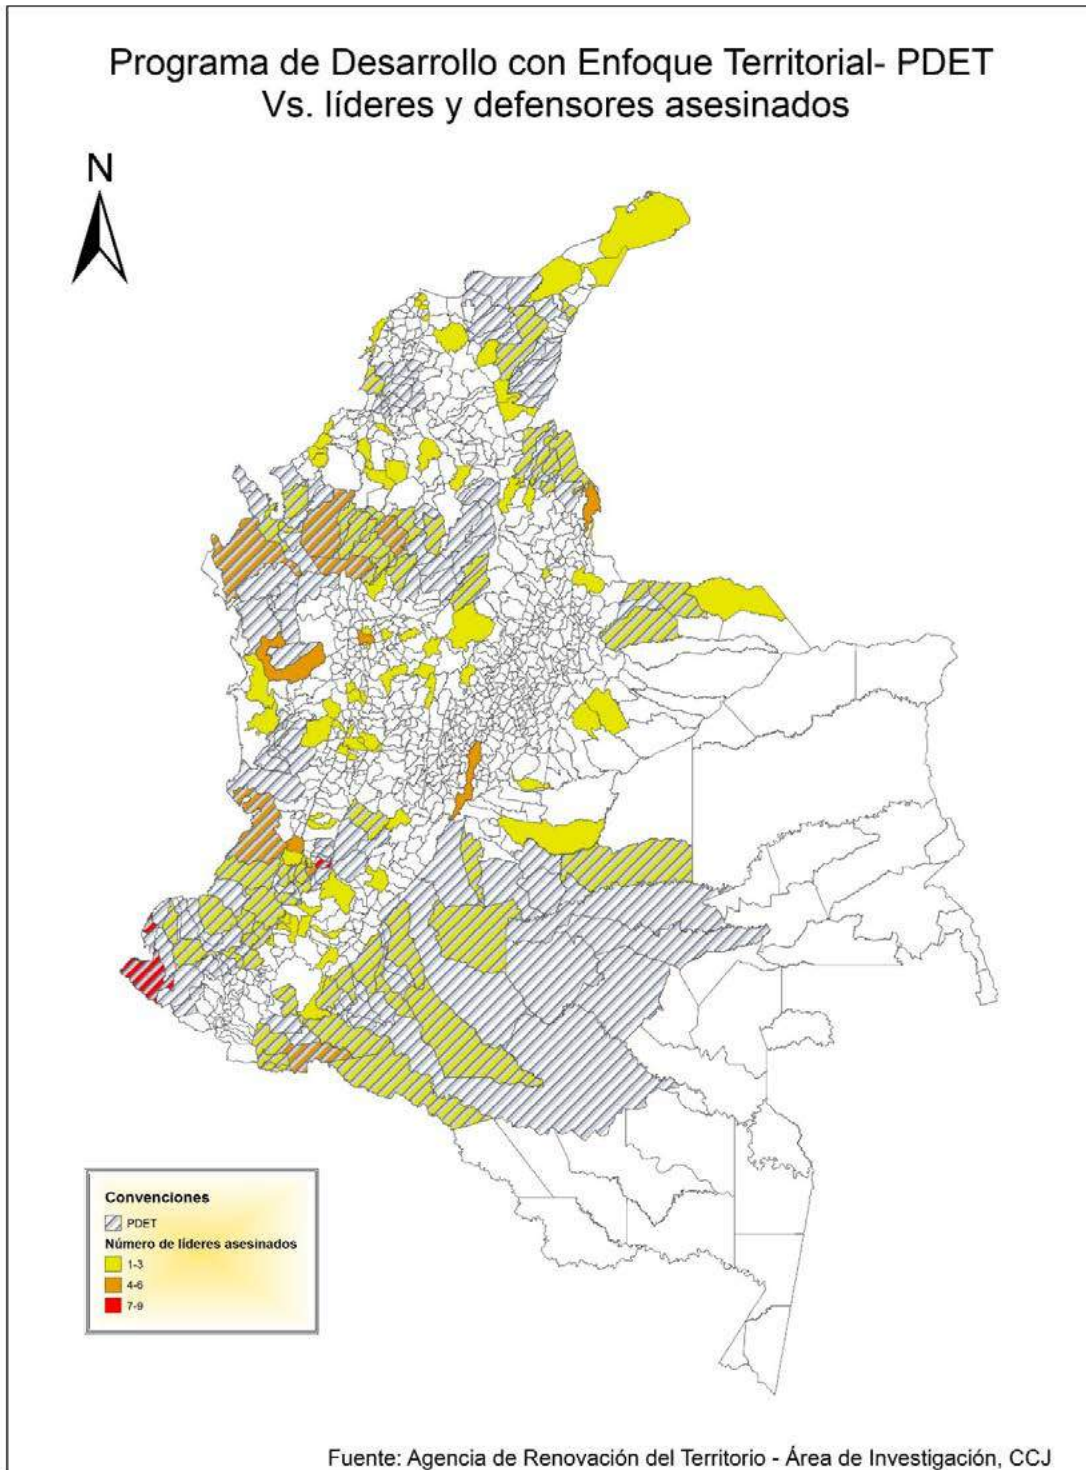 Programa de Desarrollo con Enfoque Territorial- PDET
Vs. líderes y defensores asesinados
N
Convenciones
PDET
Número de líderes asesinados
1-3
4-6
7-9
Fuente: Agencia de Renovación del Territorio - Área de Investigación, CCJ